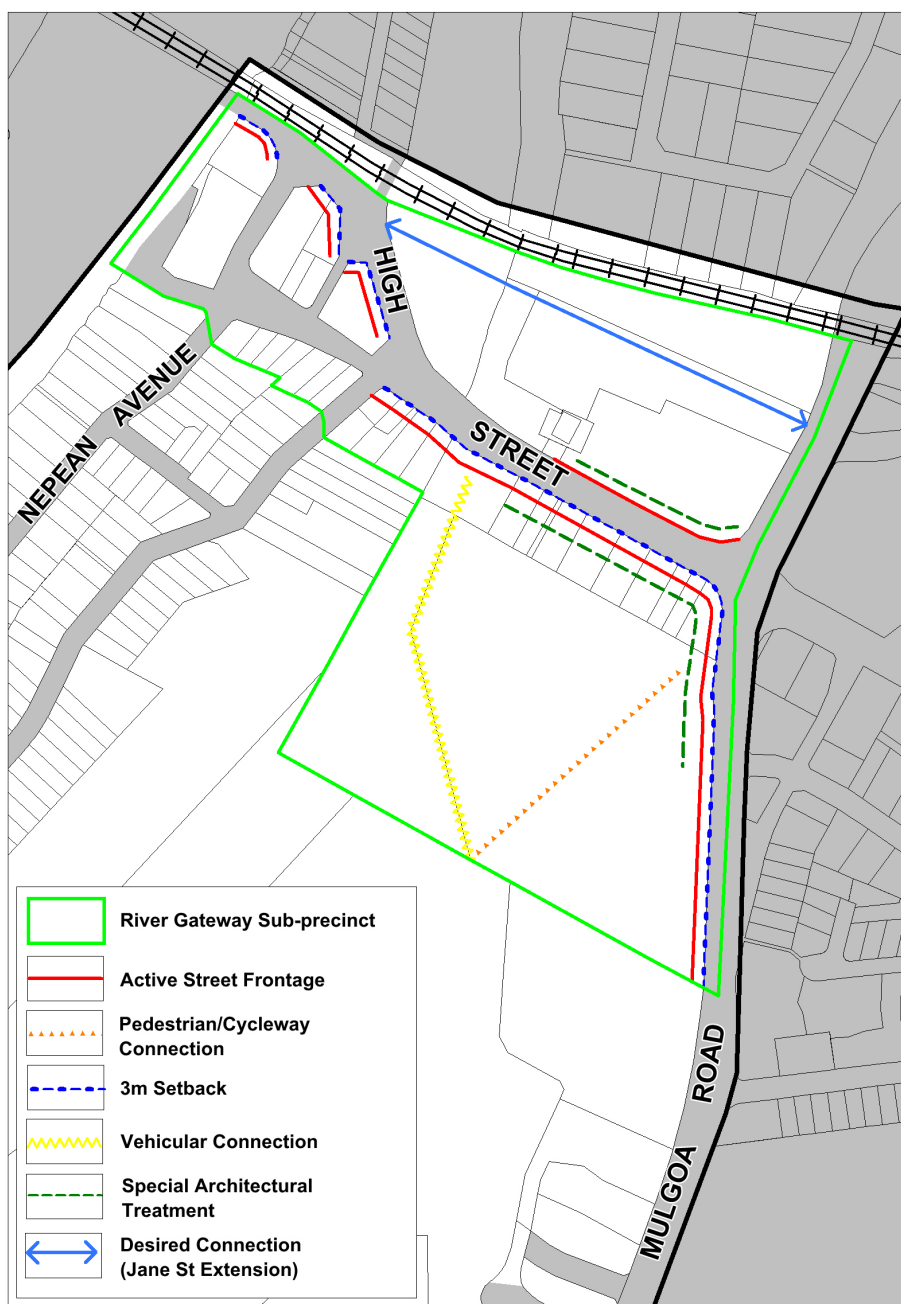 HIGH
STREET
NEPEAN AVENUE
MULGOA ROAD
River Gateway Sub-precinct
Active Street Frontage
Pedestrian/Cycleway
Connection
3m Setback
Vehicular Connection
Special Architectural
Treatment
Desired Connection
(Jane St Extension)